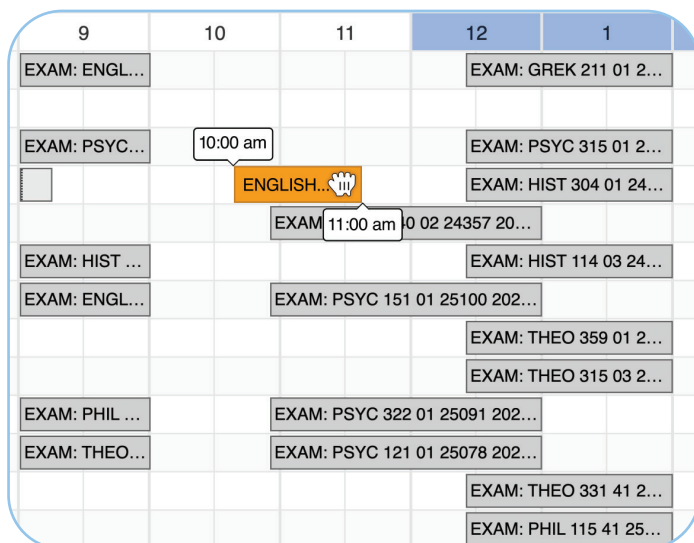 9 10 11 12 1
EXAM: ENGL... EXAM: GREK 211 01 2...
EXAM: PSYC... 10:00 am EXAM: PSYC 315 01 2...
ENGLISH... EXAM: HIST 304 01 24...
EXAM 11:00 am 02 24357 20...
EXAM: HIST ... EXAM: HIST 114 03 24...
EXAM: ENGL... EXAM: PSYC 151 01 25100 202...
EXAM: THEO 359 01 2...
EXAM: THEO 315 03 2...
EXAM: PHIL ... EXAM: PSYC 322 01 25091 202...
EXAM: THEO... EXAM: PSYC 121 01 25078 202...
EXAM: THEO 331 41 2...
EXAM: PHIL 115 41 25...